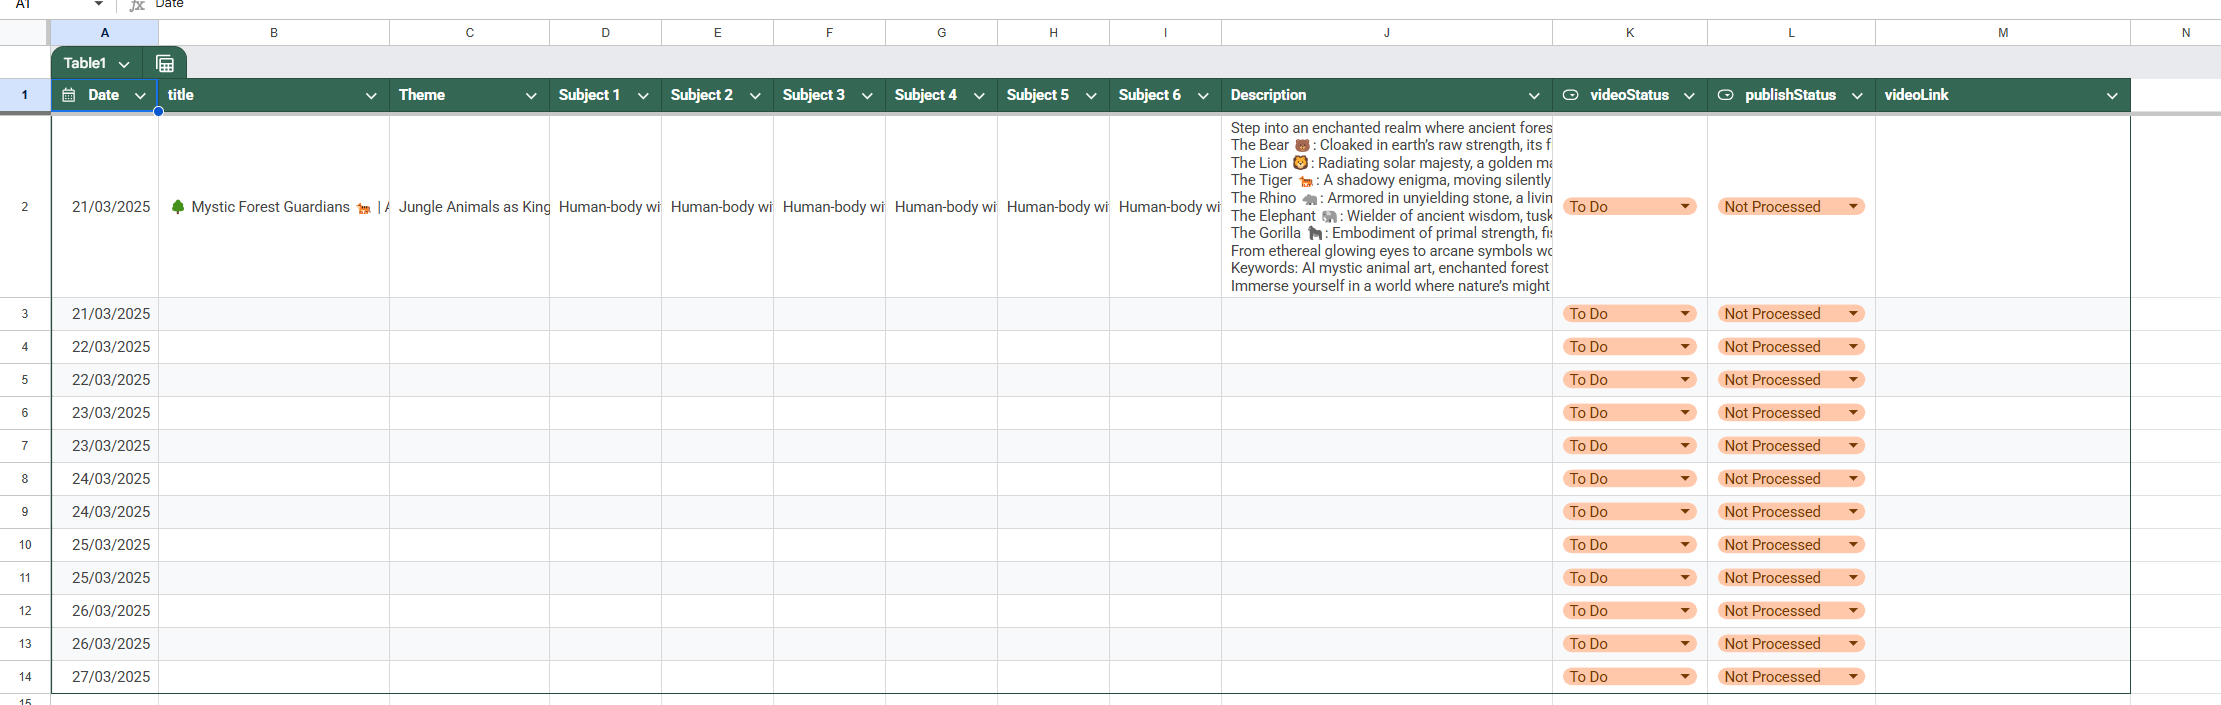 A1 fx Date
A B C D E F G H I J K L M N
Table1
1 Date title Theme Subject 1 Subject 2 Subject 3 Subject 4 Subject 5 Subject 6 Description videoStatus publishStatus videoLink
Step into an enchanted realm where ancient fores
The Bear 🐻: Cloaked in earth's raw strength, its f
The Lion 🦁: Radiating solar majesty, a golden ma
The Tiger 🐅: A shadowy enigma, moving silently
The Rhino 🦏: Armored in unyielding stone, a livin
2 21/03/2025 🌳 Mystic Forest Guardians 🐅 | A Jungle Animals as King Human-body wi Human-body wi Human-body wi Human-body wi Human-body wi Human-body wi To Do Not Processed
The Elephant 🐘: Wielder of ancient wisdom, tusk
The Gorilla 🦍: Embodiment of primal strength, fis
From ethereal glowing eyes to arcane symbols wo
Keywords: AI mystic animal art, enchanted forest
Immerse yourself in a world where nature's might
3 21/03/2025 To Do Not Processed
4 22/03/2025 To Do Not Processed
5 22/03/2025 To Do Not Processed
6 23/03/2025 To Do Not Processed
7 23/03/2025 To Do Not Processed
8 24/03/2025 To Do Not Processed
9 24/03/2025 To Do Not Processed
10 25/03/2025 To Do Not Processed
11 25/03/2025 To Do Not Processed
12 26/03/2025 To Do Not Processed
13 26/03/2025 To Do Not Processed
14 27/03/2025 To Do Not Processed
15